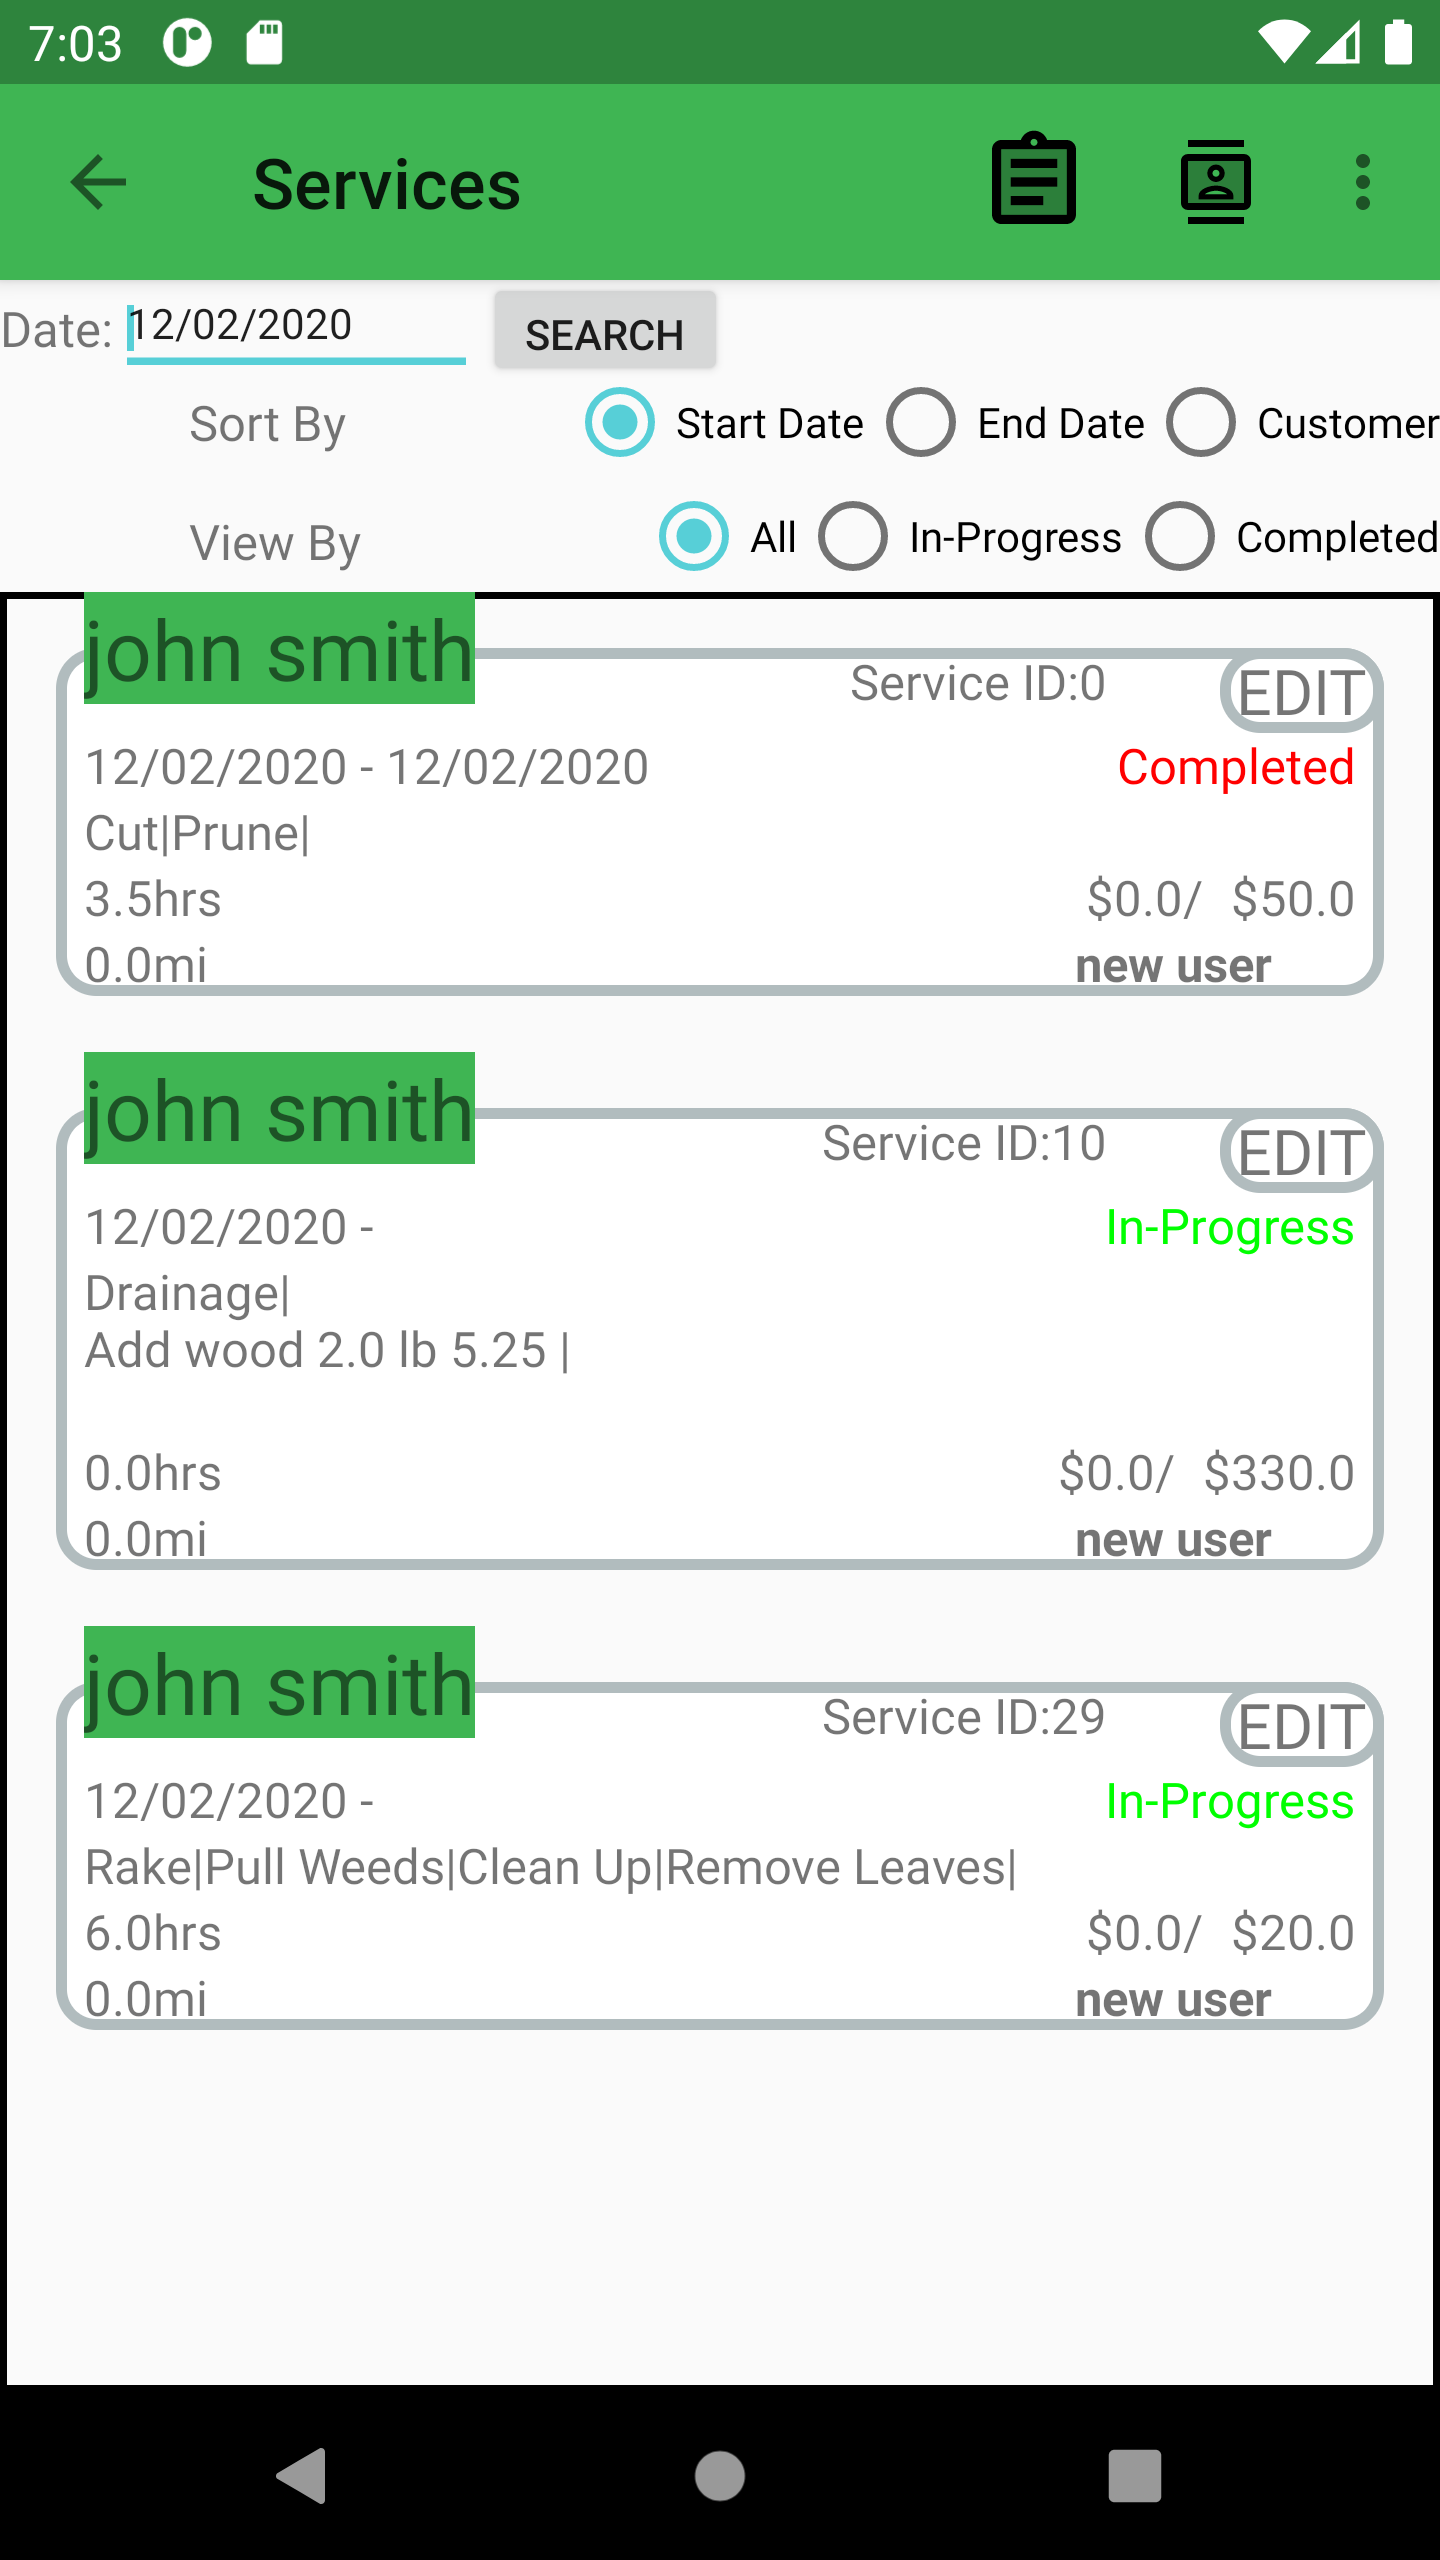 7:03
Services
Date: 12/02/2020 SEARCH
Sort By Start Date End Date Customer
View By All In-Progress Completed
john smith
Service ID:0 EDIT
12/02/2020 - 12/02/2020 Completed
Cut|Prune|
3.5hrs $0.0/ $50.0
0.0mi new user
john smith
Service ID:10 EDIT
12/02/2020 - In-Progress
Drainage|
Add wood 2.0 lb 5.25 |
0.0hrs $0.0/ $330.0
0.0mi new user
john smith
Service ID:29 EDIT
12/02/2020 - In-Progress
Rake|Pull Weeds|Clean Up|Remove Leaves|
6.0hrs $0.0/ $20.0
0.0mi new user